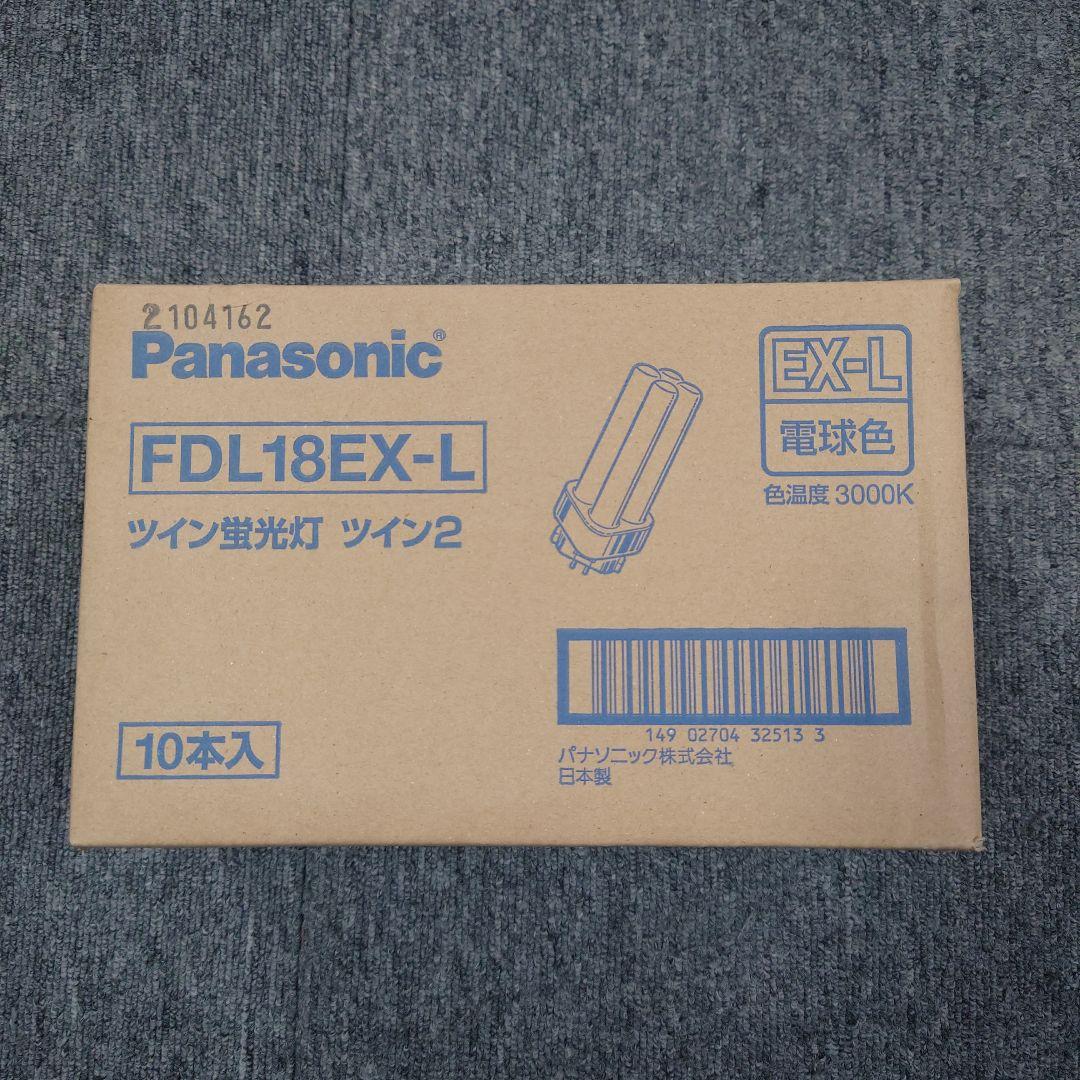 2104162
Panasonic®
FDL18EX-L
ツイン蛍光灯 ツイン2
EX-L
電球色
色温度 3000K
10本入
149 02704 32513 3
パナソニック株式会社
日本製